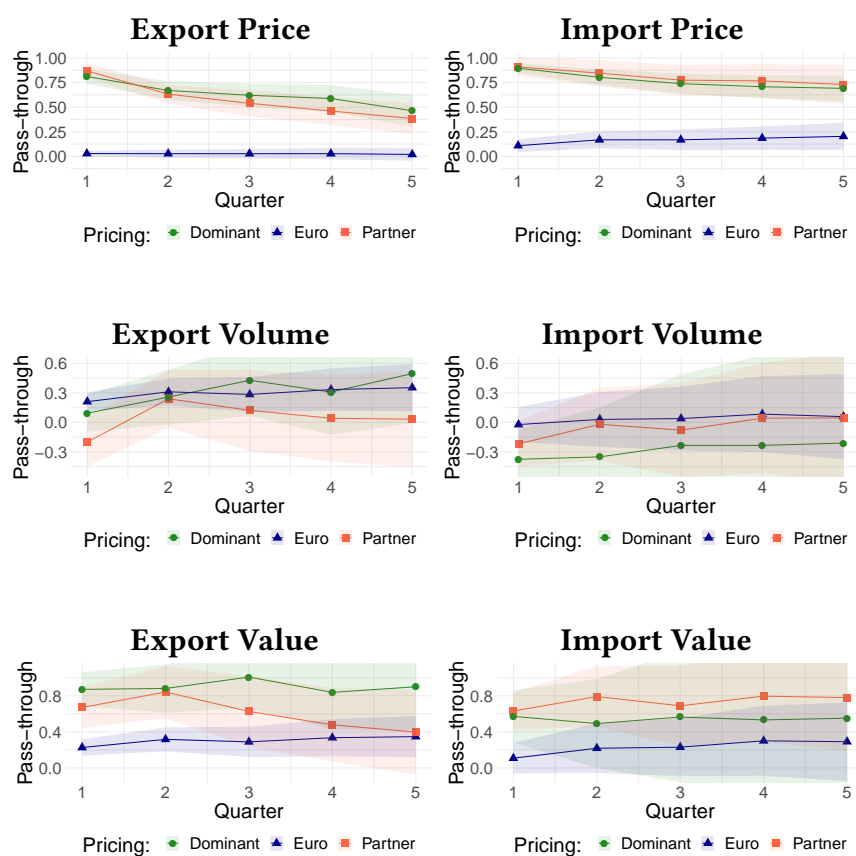 Export Price
Pass−through
1.00
0.75
0.50
0.25
0.00
1 2 3 4 5
Quarter
Pricing: Dominant Euro Partner
Import Price
Pass−through
1.00
0.75
0.50
0.25
0.00
1 2 3 4 5
Quarter
Pricing: Dominant Euro Partner
Export Volume
Pass−through
0.6
0.3
0.0
−0.3
1 2 3 4 5
Quarter
Pricing: Dominant Euro Partner
Import Volume
Pass−through
0.6
0.3
0.0
−0.3
1 2 3 4 5
Quarter
Pricing: Dominant Euro Partner
Export Value
Pass−through
0.8
0.4
0.0
1 2 3 4 5
Quarter
Pricing: Dominant Euro Partner
Import Value
Pass−through
0.8
0.4
0.0
1 2 3 4 5
Quarter
Pricing: Dominant Euro Partner